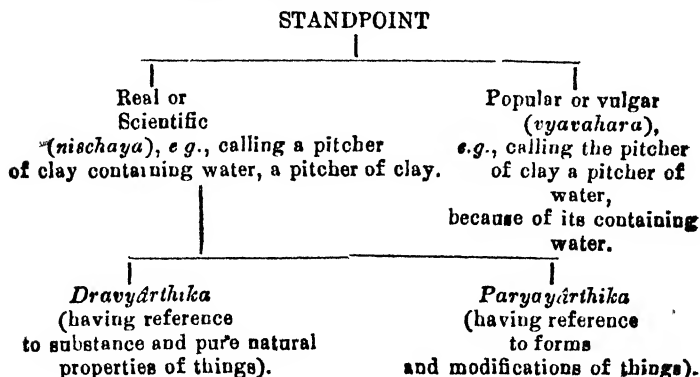 STANDPOINT
Real or
Scientific
(nischaya), e g., calling a pitcher
of clay containing water, a pitcher of clay.
Popular or vulgar
(vyavahara),
e.g., calling the pitcher
of clay a pitcher of
water,
because of its containing
water.
Dravyârthika
(having reference
to substance and pure natural
properties of things).
Paryayârthika
(having reference
to forms
and modifications of things).